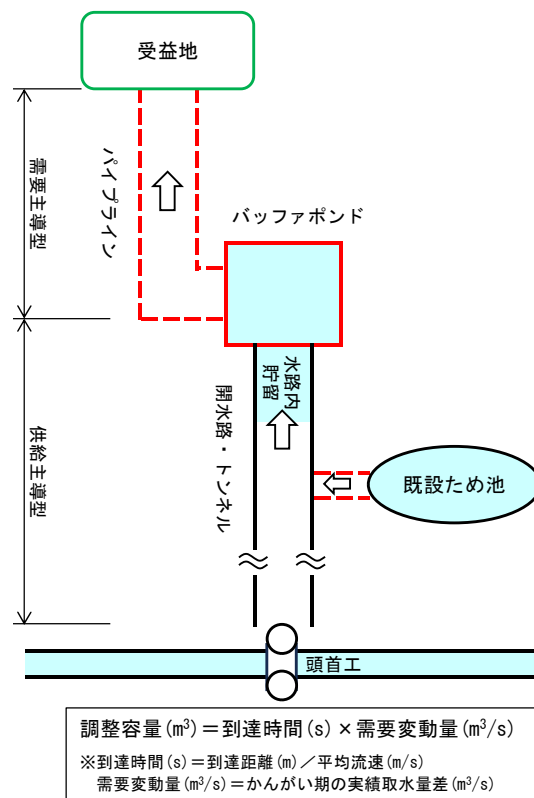 受益地
需要主導型
パイプライン
バッファポンド
水路内
貯留
開水路・トンネル
供給主導型
既設ため池
頭首工
調整容量(m³)＝到達時間(s)×需要変動量(m³/s)
※到達時間(s)＝到達距離(m)／平均流速(m/s)
需要変動量(m³/s)＝かんがい期の実績取水量差(m³/s)